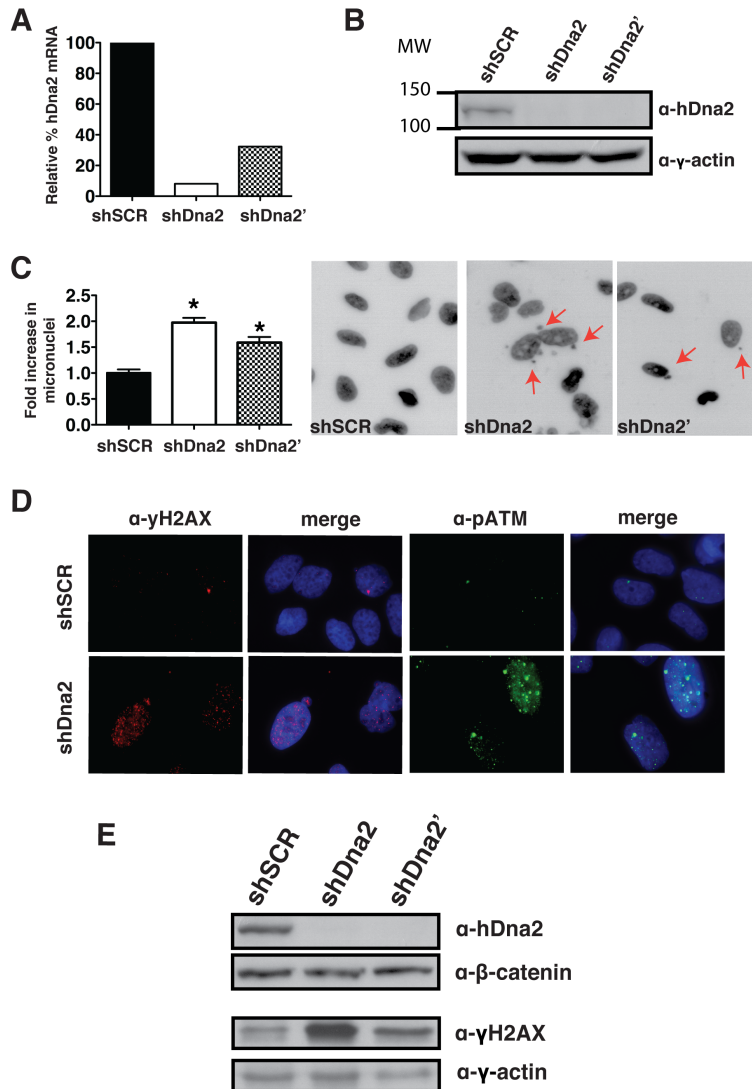 A
Relative % hDna2 mRNA
100
80
60
40
20
0
shSCR
shDna2
shDna2’
B
MW
shSCR
shDna2
shDna2’
150
100
α-hDna2
α-γ-actin
C
Fold increase in
micronuclei
2.5
2.0
1.5
1.0
0.5
0.0
*
*
shSCR
shDna2
shDna2’
shSCR
shDna2
shDna2’
D
α-yH2AX
merge
α-pATM
merge
shSCR
shDna2
E
shSCR
shDna2
shDna2’
α-hDna2
α-β-catenin
α-γH2AX
α-γ-actin